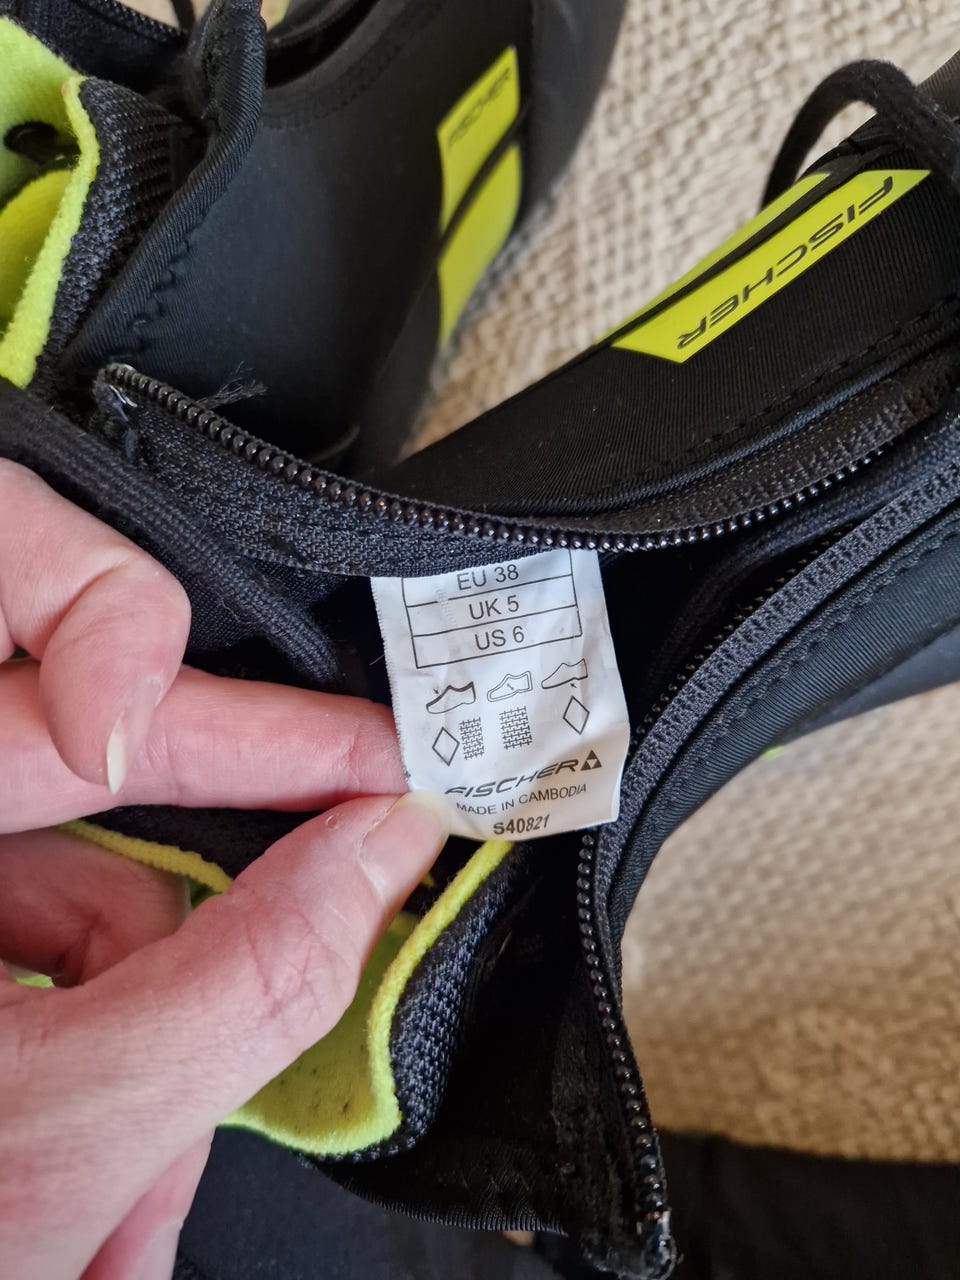 FISCHER
FISCHER
EU 38
UK 5
US 6
FISCHER
MADE IN CAMBODIA
S40821